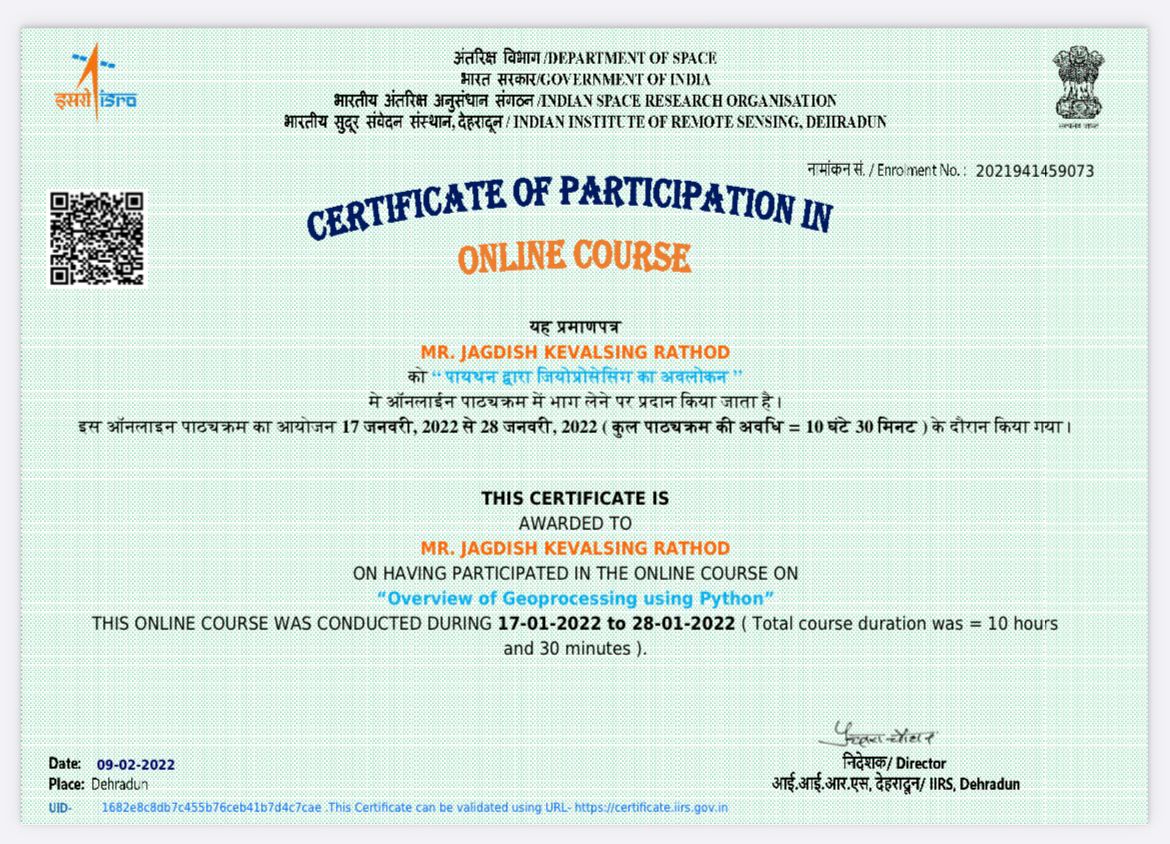 अंतरिक्ष विभाग /DEPARTMENT OF SPACE
भारत सरकार/GOVERNMENT OF INDIA
भारतीय अंतरिक्ष अनुसंधान संगठन /INDIAN SPACE RESEARCH ORGANISATION
भारतीय सुदूर संवेदन संस्थान, देहरादून / INDIAN INSTITUTE OF REMOTE SENSING, DEHRADUN
इसरो isro
सत्यमेव जयते
नामांकन सं. / Enrolment No. : 2021941459073
CERTIFICATE OF PARTICIPATION IN
ONLINE COURSE
यह प्रमाणपत्र
MR. JAGDISH KEVALSING RATHOD
को “ पायथन द्वारा जियोप्रोसेसिंग का अवलोकन ”
मे ऑनलाईन पाठ्यक्रम में भाग लेने पर प्रदान किया जाता है ।
इस ऑनलाइन पाठ्यक्रम का आयोजन 17 जनवरी, 2022 से 28 जनवरी, 2022 ( कुल पाठ्यक्रम की अवधि = 10 घंटे 30 मिनट ) के दौरान किया गया ।
THIS CERTIFICATE IS
AWARDED TO
MR. JAGDISH KEVALSING RATHOD
ON HAVING PARTICIPATED IN THE ONLINE COURSE ON
“Overview of Geoprocessing using Python”
THIS ONLINE COURSE WAS CONDUCTED DURING 17-01-2022 to 28-01-2022 ( Total course duration was = 10 hours
and 30 minutes ).
Date: 09-02-2022
Place: Dehradun
निदेशक/ Director
आई.आई.आर.एस, देहरादून/ IIRS, Dehradun
UID- 1682e8c8db7c455b76ceb41b7d4c7cae .This Certificate can be validated using URL- https://certificate.iirs.gov.in